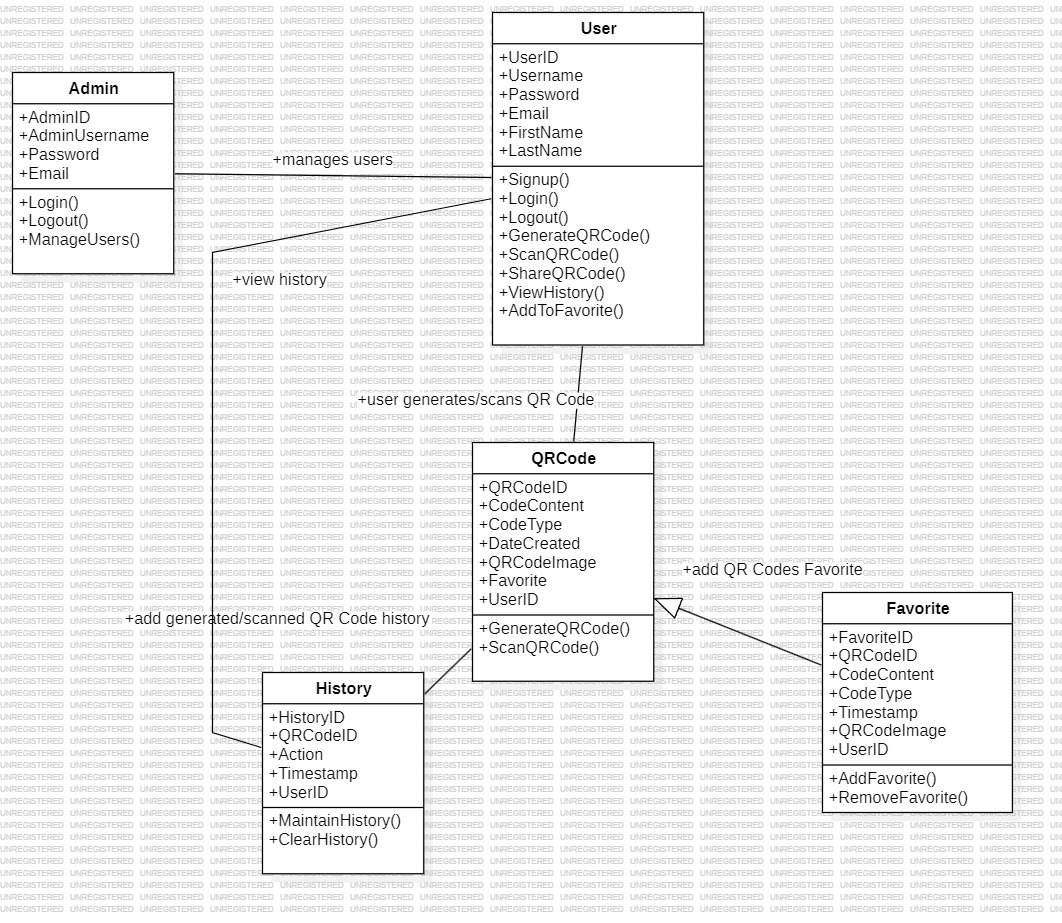 User
+UserID
+Username
+Password
+Email
+FirstName
+LastName
+Signup()
+Login()
+Logout()
+GenerateQRCode()
+ScanQRCode()
+ShareQRCode()
+ViewHistory()
+AddToFavorite()
Admin
+AdminID
+AdminUsername
+Password
+Email
+Login()
+Logout()
+ManageUsers()
+manages users
+view history
+user generates/scans QR Code
QRCode
+QRCodeID
+CodeContent
+CodeType
+DateCreated
+QRCodeImage
+Favorite
+UserID
+GenerateQRCode()
+ScanQRCode()
+add QR Codes Favorite
Favorite
+FavoriteID
+QRCodeID
+CodeContent
+CodeType
+Timestamp
+QRCodeImage
+UserID
+AddFavorite()
+RemoveFavorite()
+add generated/scanned QR Code history
History
+HistoryID
+QRCodeID
+Action
+Timestamp
+UserID
+MaintainHistory()
+ClearHistory()
UNREGISTERED